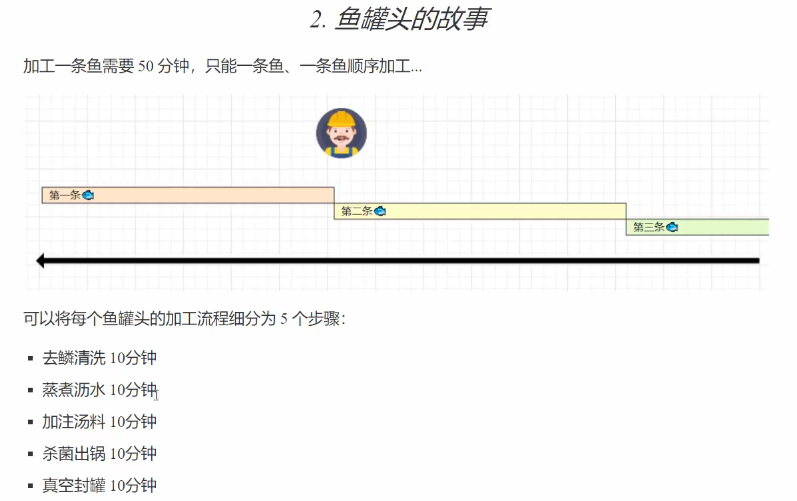 2. 鱼罐头的故事
加工一条鱼需要 50 分钟，只能一条鱼、一条鱼顺序加工...
第一条
第二条
第三条
可以将每个鱼罐头的加工流程细分为 5 个步骤：
去鳞清洗 10分钟
蒸煮沥水 10分钟
加注汤料 10分钟
杀菌出锅 10分钟
真空封罐 10分钟